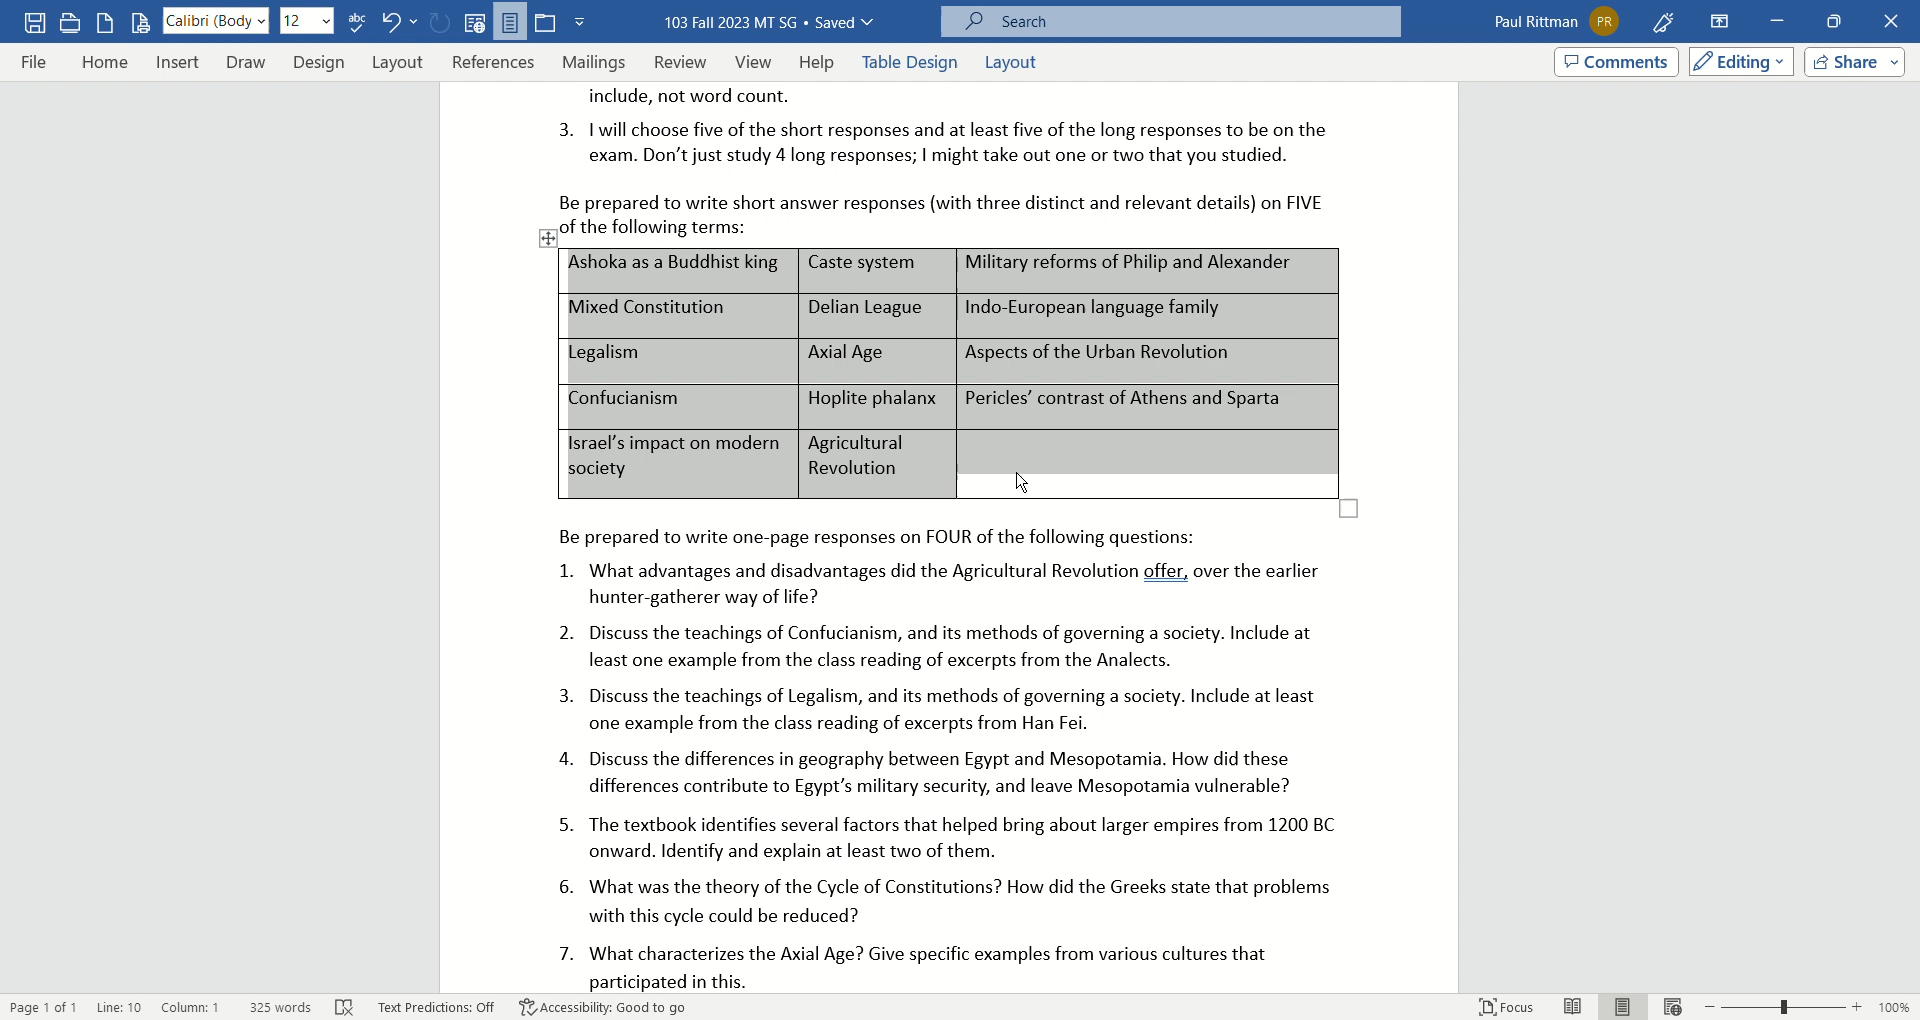 Calibri (Body 12 abc 103 Fall 2023 MT SG • Saved Search Paul Rittman PR
File Home Insert Draw Design Layout References Mailings Review View Help Table Design Layout Comments Editing Share
include, not word count.
3. I will choose five of the short responses and at least five of the long responses to be on the
exam. Don't just study 4 long responses; I might take out one or two that you studied.
Be prepared to write short answer responses (with three distinct and relevant details) on FIVE
of the following terms:
Ashoka as a Buddhist king Caste system Military reforms of Philip and Alexander
Mixed Constitution Delian League Indo-European language family
Legalism Axial Age Aspects of the Urban Revolution
Confucianism Hoplite phalanx Pericles' contrast of Athens and Sparta
Israel's impact on modern Agricultural
society Revolution
Be prepared to write one-page responses on FOUR of the following questions:
1. What advantages and disadvantages did the Agricultural Revolution offer, over the earlier
hunter-gatherer way of life?
2. Discuss the teachings of Confucianism, and its methods of governing a society. Include at
least one example from the class reading of excerpts from the Analects.
3. Discuss the teachings of Legalism, and its methods of governing a society. Include at least
one example from the class reading of excerpts from Han Fei.
4. Discuss the differences in geography between Egypt and Mesopotamia. How did these
differences contribute to Egypt's military security, and leave Mesopotamia vulnerable?
5. The textbook identifies several factors that helped bring about larger empires from 1200 BC
onward. Identify and explain at least two of them.
6. What was the theory of the Cycle of Constitutions? How did the Greeks state that problems
with this cycle could be reduced?
7. What characterizes the Axial Age? Give specific examples from various cultures that
participated in this.
Page 1 of 1 Line: 10 Column: 1 325 words Text Predictions: Off Accessibility: Good to go Focus 100%